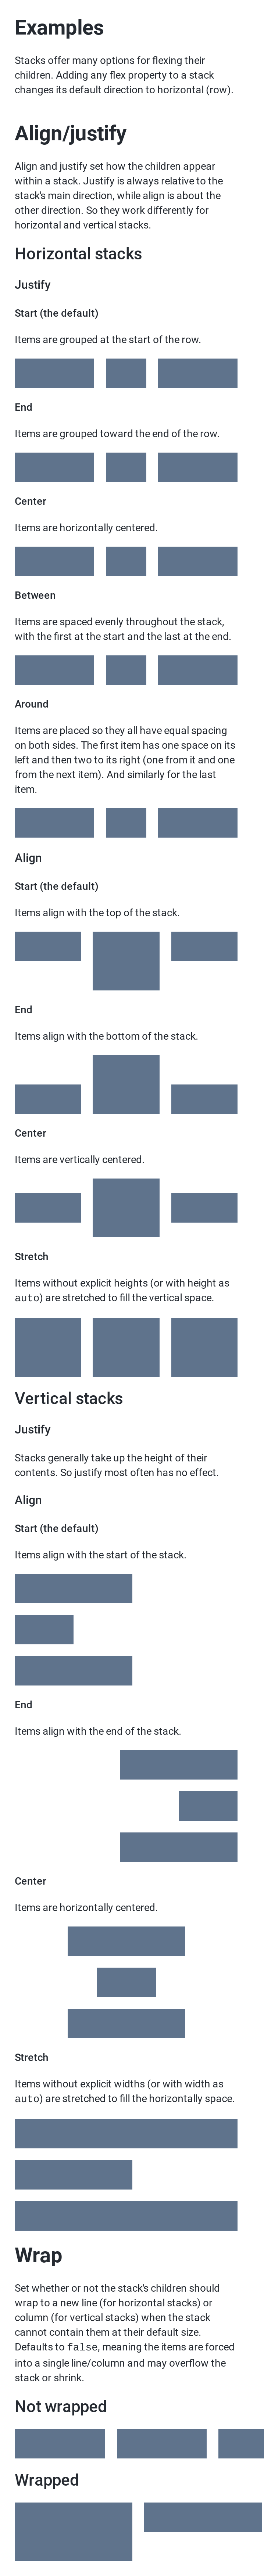 Examples
Stacks offer many options for flexing their
children. Adding any flex property to a stack
changes its default direction to horizontal (row).
Align/justify
Align and justify set how the children appear
within a stack. Justify is always relative to the
stack's main direction, while align is about the
other direction. So they work differently for
horizontal and vertical stacks.
Horizontal stacks
Justify
Start (the default)
Items are grouped at the start of the row.
End
Items are grouped toward the end of the row.
Center
Items are horizontally centered.
Between
Items are spaced evenly throughout the stack,
with the first at the start and the last at the end.
Around
Items are placed so they all have equal spacing
on both sides. The first item has one space on its
left and then two to its right (one from it and one
from the next item). And similarly for the last
item.
Align
Start (the default)
Items align with the top of the stack.
End
Items align with the bottom of the stack.
Center
Items are vertically centered.
Stretch
Items without explicit heights (or with height as
auto) are stretched to fill the vertical space.
Vertical stacks
Justify
Stacks generally take up the height of their
contents. So justify most often has no effect.
Align
Start (the default)
Items align with the start of the stack.
End
Items align with the end of the stack.
Center
Items are horizontally centered.
Stretch
Items without explicit widths (or with width as
auto) are stretched to fill the horizontally space.
Wrap
Set whether or not the stack's children should
wrap to a new line (for horizontal stacks) or
column (for vertical stacks) when the stack
cannot contain them at their default size.
Defaults to false, meaning the items are forced
into a single line/column and may overflow the
stack or shrink.
Not wrapped
Wrapped